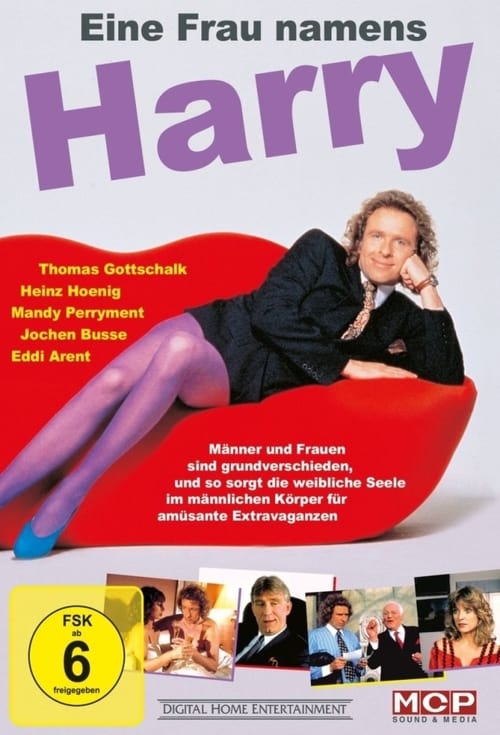 Eine Frau namens
Harry
Thomas Gottschalk
Heinz Hoenig
Mandy Perryment
Jochen Busse
Eddi Arent
Männer und Frauen
sind grundverschieden,
und so sorgt die weibliche Seele
im männlichen Körper für
amüsante Extravaganzen
FSK
ab
6
freigegeben
DIGITAL HOME ENTERTAINMENT
MCP
SOUND & MEDIA